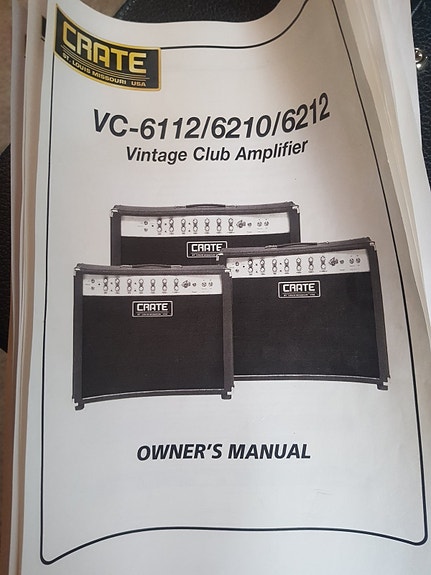 CRATE
ST. LOUIS MISSOURI USA
VC-6112/6210/6212
Vintage Club Amplifier
CRATE
CRATE
CRATE
OWNER'S MANUAL